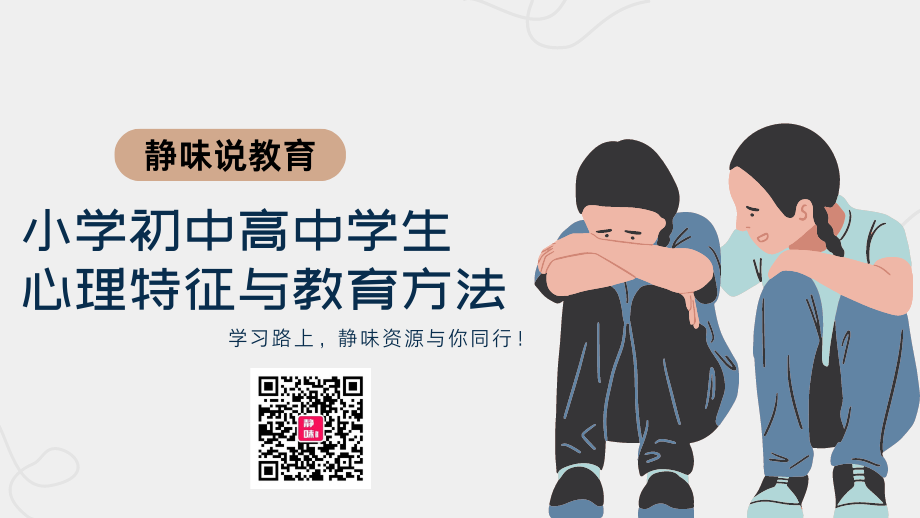 静味说教育
小学初中高中学生
心理特征与教育方法
学习路上，静味资源与你同行！
静
味